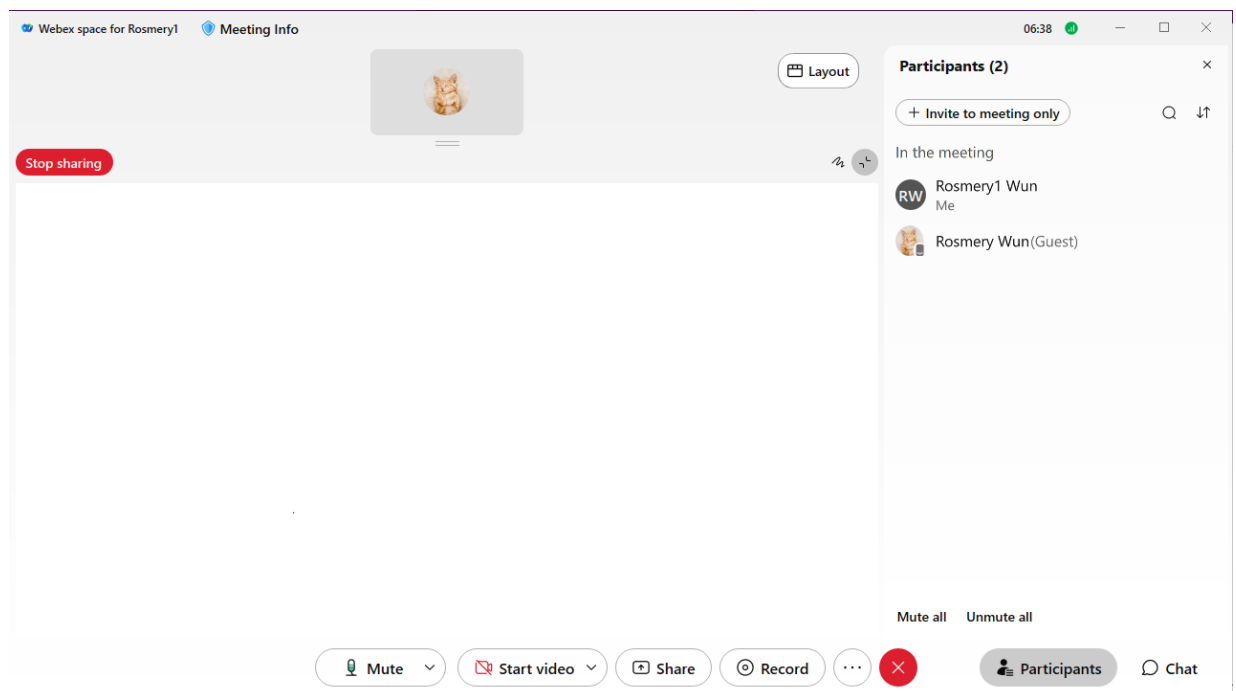 Webex space for Rosmery1 Meeting Info 06:38
Layout
Participants (2)
Invite to meeting only
Stop sharing
In the meeting
RW Rosmery1 Wun
Me
Rosmery Wun(Guest)
Mute all Unmute all
Mute Start video Share Record Participants Chat